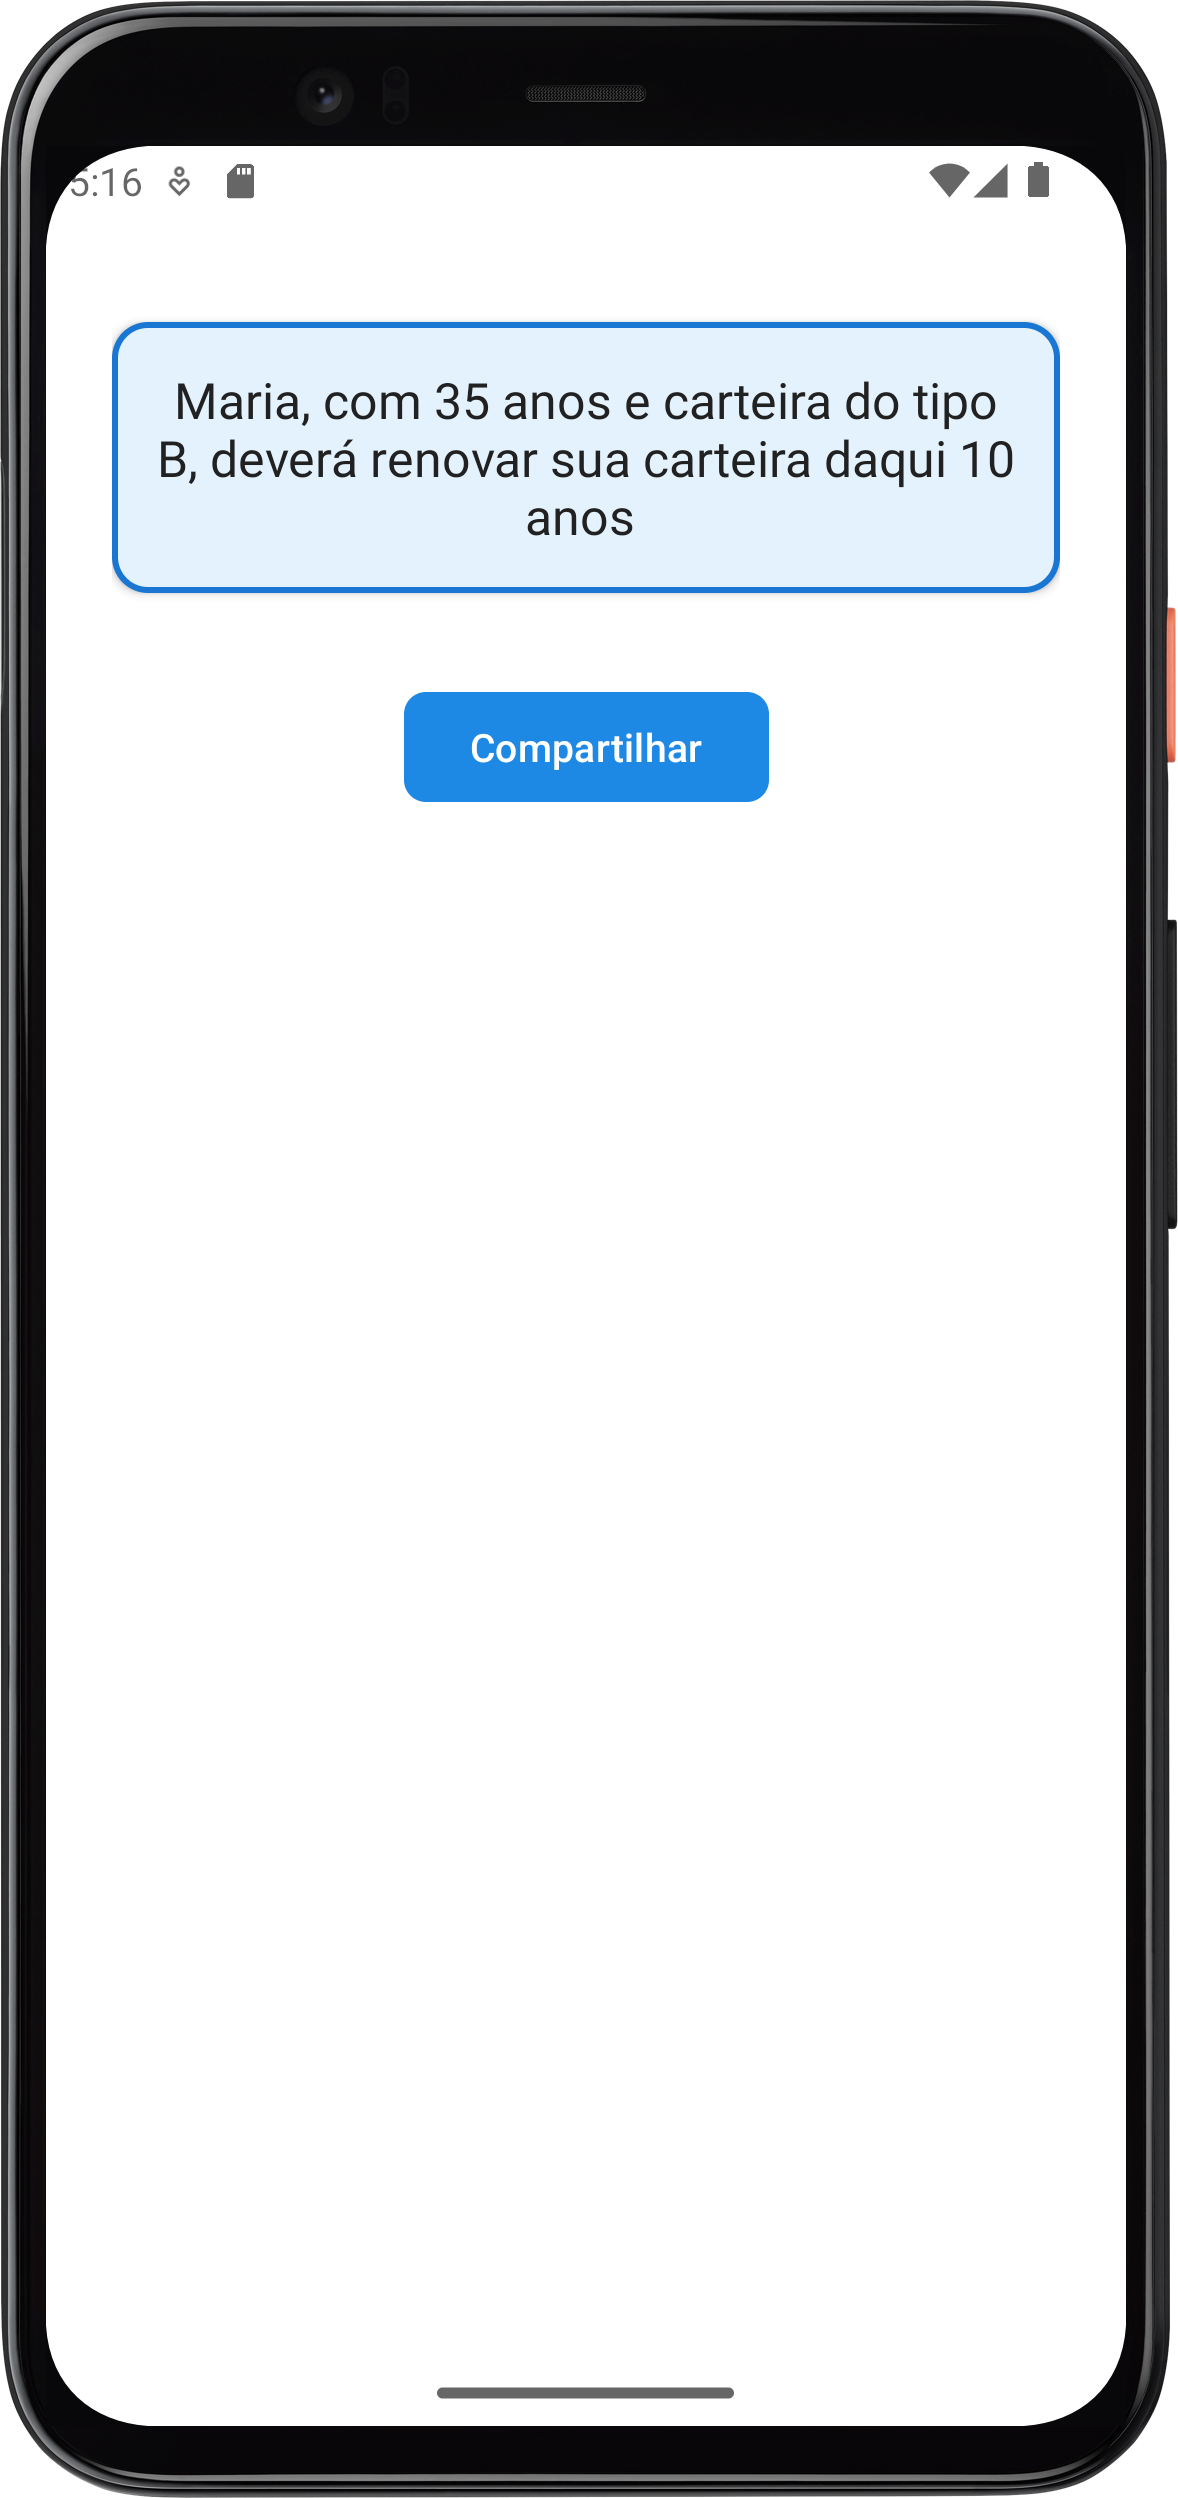 5:16
Maria, com 35 anos e carteira do tipo
B, deverá renovar sua carteira daqui 10
anos
Compartilhar